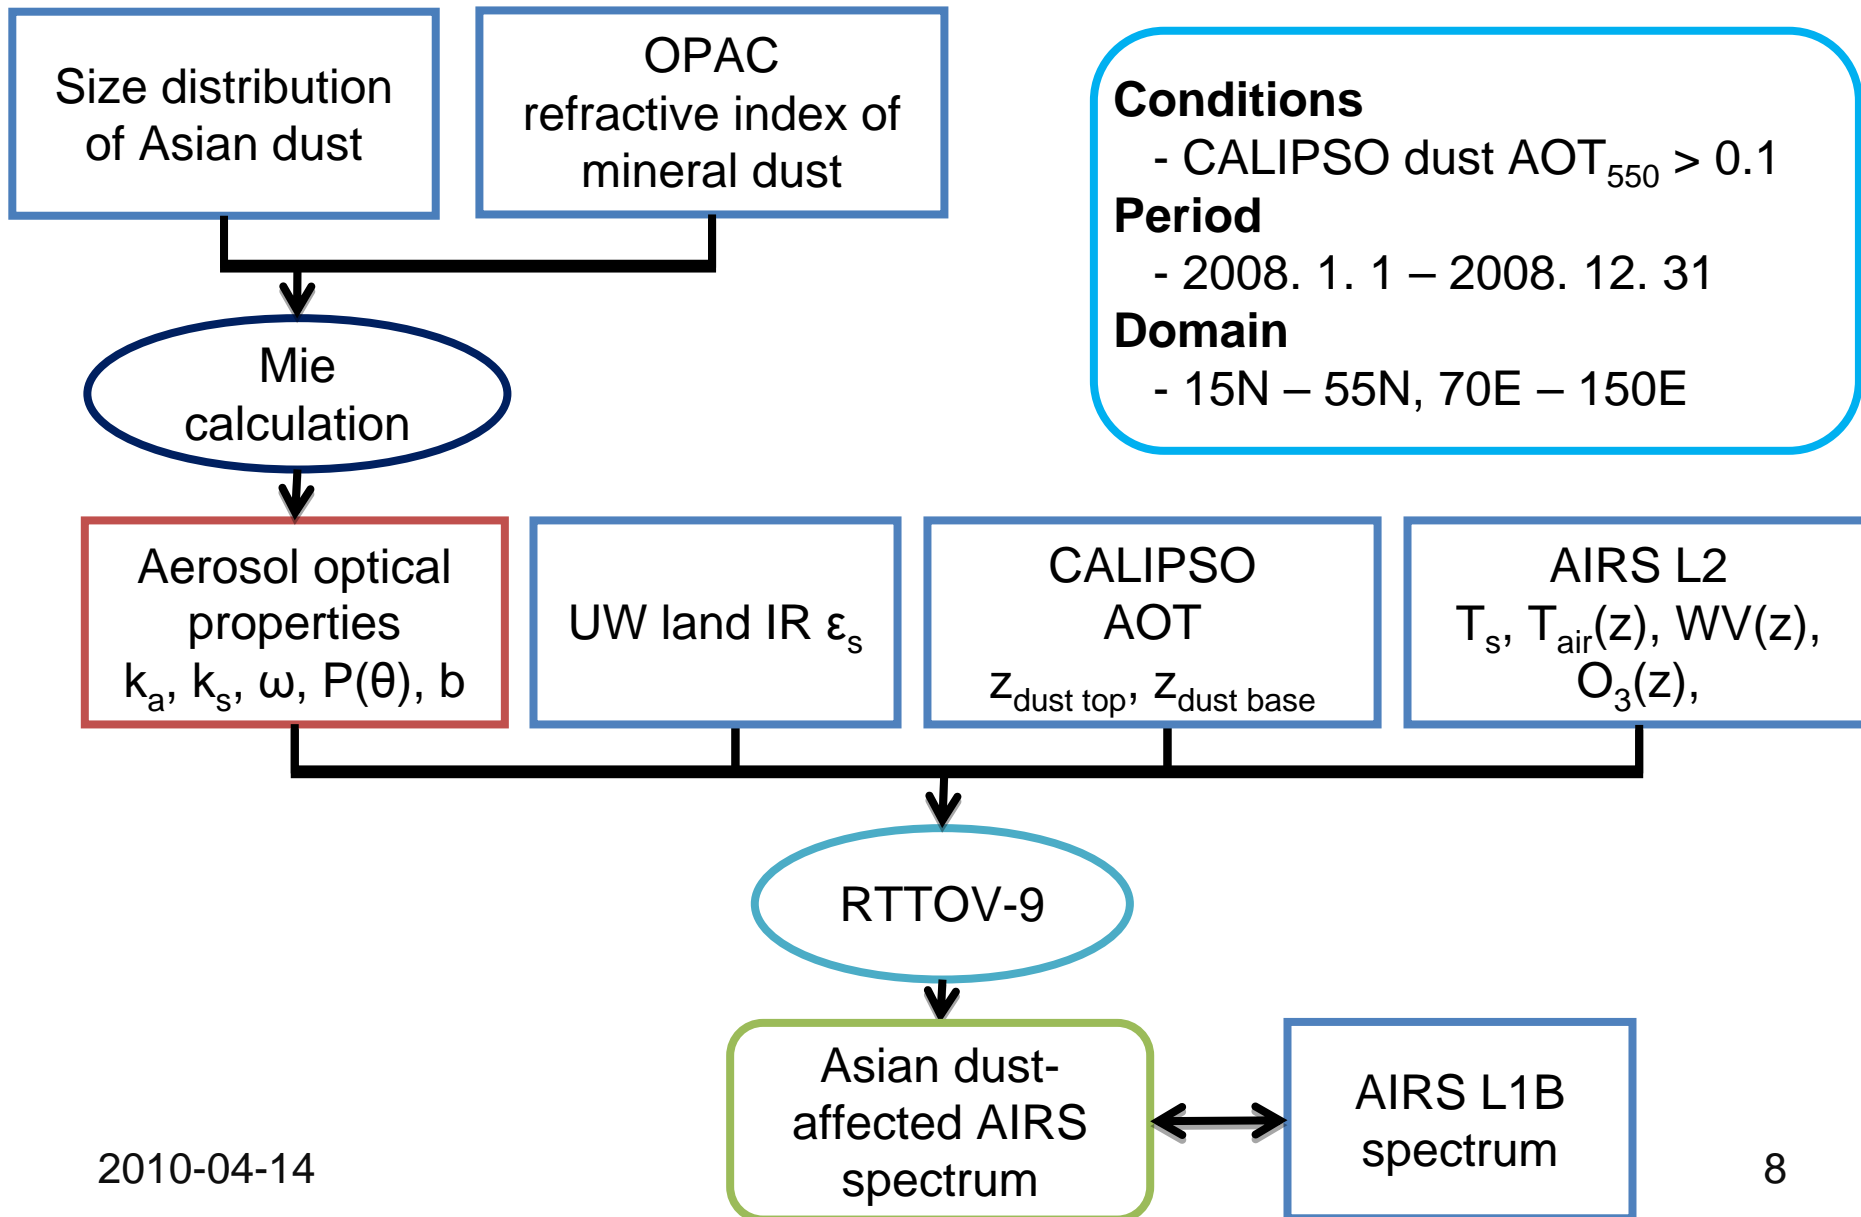 Size distribution
of Asian dust
OPAC
refractive index of
mineral dust
Conditions
- CALIPSO dust AOT₅₅₀ > 0.1
Period
- 2008. 1. 1 – 2008. 12. 31
Domain
- 15N – 55N, 70E – 150E
Mie
calculation
Aerosol optical
properties
kₐ, kₛ, ω, P(θ), b
UW land IR εₛ
CALIPSO
AOT
z_dust top, z_dust base
AIRS L2
Tₛ, T_air(z), WV(z),
O₃(z),
RTTOV-9
Asian dust-
affected AIRS
spectrum
AIRS L1B
spectrum
2010-04-14
8